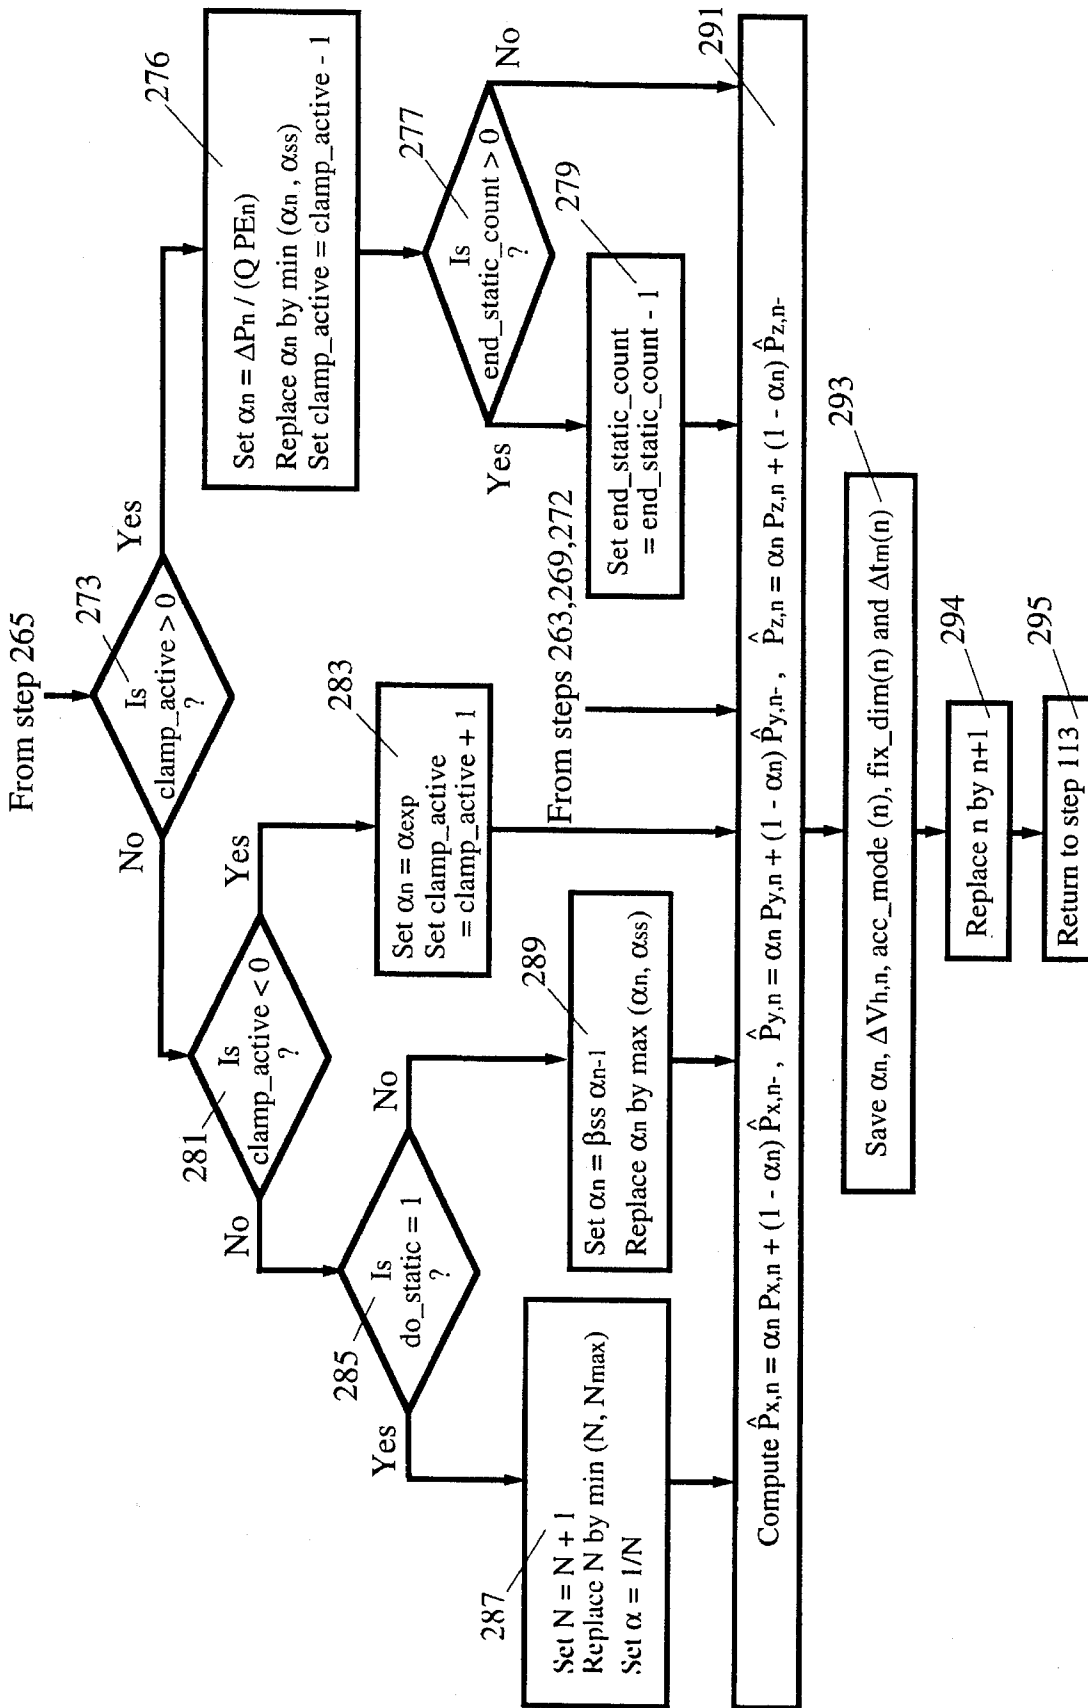 From step 265
273
Is
clamp_active > 0
?
Yes
No
276
Set αn = ΔPn / (Q PEn)
Replace αn by min (αn, αss)
Set clamp_active = clamp_active - 1
277
Is
end_static_count > 0
?
No
Yes
279
Set end_static_count
= end_static_count - 1
281
Is
clamp_active < 0
?
Yes
No
283
Set αn = αexp
Set clamp_active
= clamp_active + 1
From steps 263,269,272
285
Is
do_static = 1
?
No
Yes
289
Set αn = βss αn-1
Replace αn by max (αn, αss)
287
Set N = N + 1
Replace N by min (N, Nmax)
Set α = 1/N
291
Compute P̂x,n = αn Px,n + (1 - αn) P̂x,n- , P̂y,n = αn Py,n + (1 - αn) P̂y,n- , P̂z,n = αn Pz,n + (1 - αn) P̂z,n-
293
Save αn, ΔVh,n, acc_mode (n), fix_dim(n) and Δtm(n)
294
Replace n by n+1
295
Return to step 113